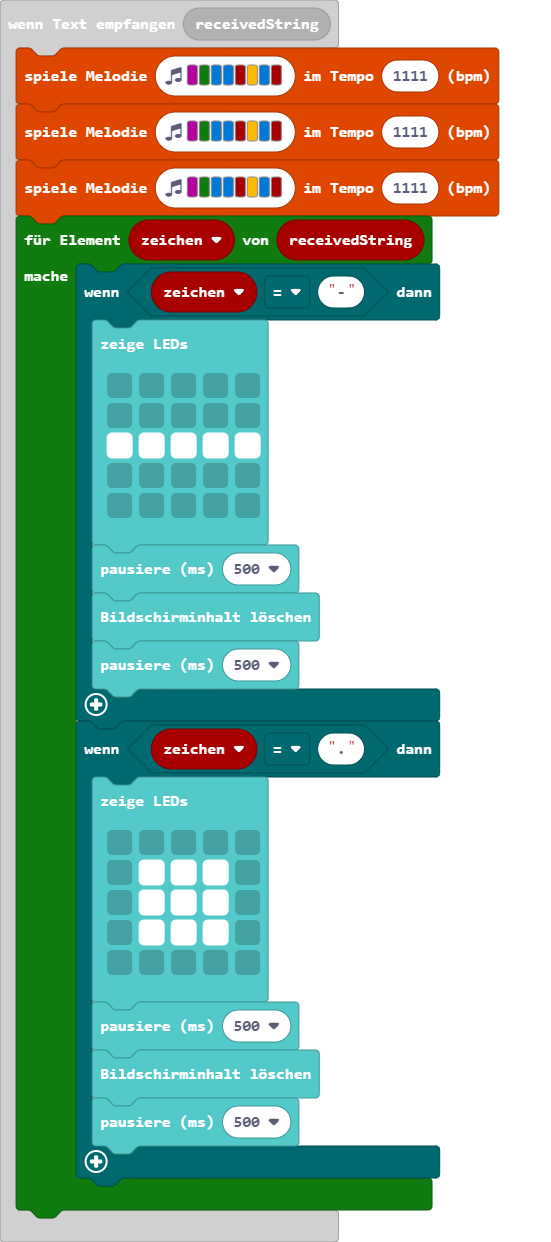 wenn Text empfangen receivedString
spiele Melodie im Tempo 1111 (bpm)
spiele Melodie im Tempo 1111 (bpm)
spiele Melodie im Tempo 1111 (bpm)
für Element zeichen von receivedString
mache
wenn zeichen = "-" dann
zeige LEDs
pausiere (ms) 500
Bildschirminhalt löschen
pausiere (ms) 500
wenn zeichen = "." dann
zeige LEDs
pausiere (ms) 500
Bildschirminhalt löschen
pausiere (ms) 500